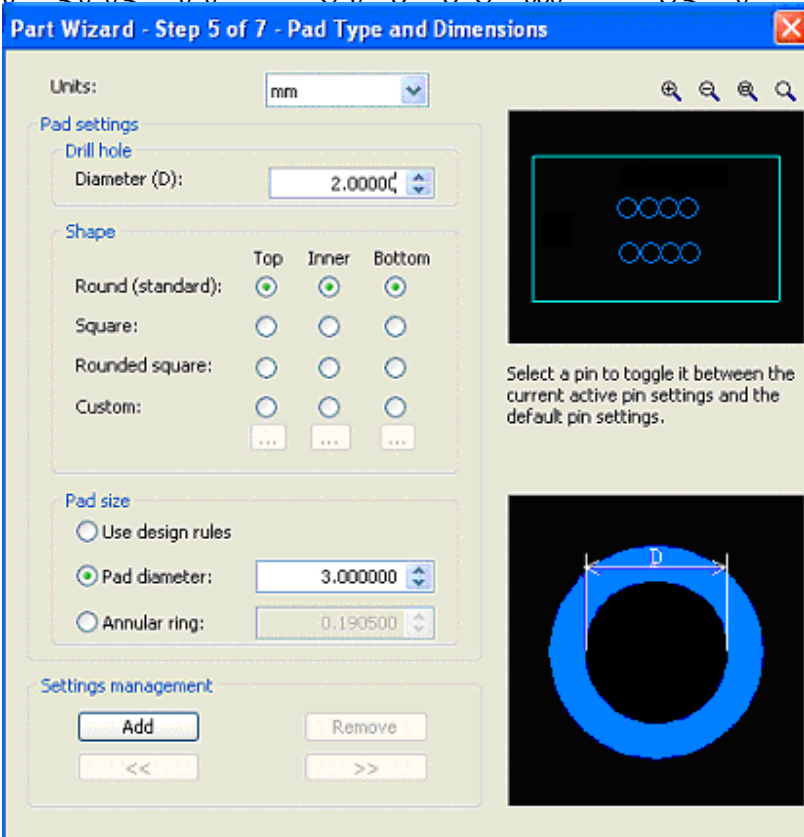 Part Wizard - Step 5 of 7 - Pad Type and Dimensions
Units:
mm
Pad settings
Drill hole
Diameter (D):
2.0000
Shape
Top Inner Bottom
Round (standard):
Square:
Rounded square:
Custom:
... ... ...
Pad size
Use design rules
Pad diameter:
3.000000
Annular ring:
0.190500
Settings management
Add
Remove
<<
>>
Select a pin to toggle it between the
current active pin settings and the
default pin settings.
D